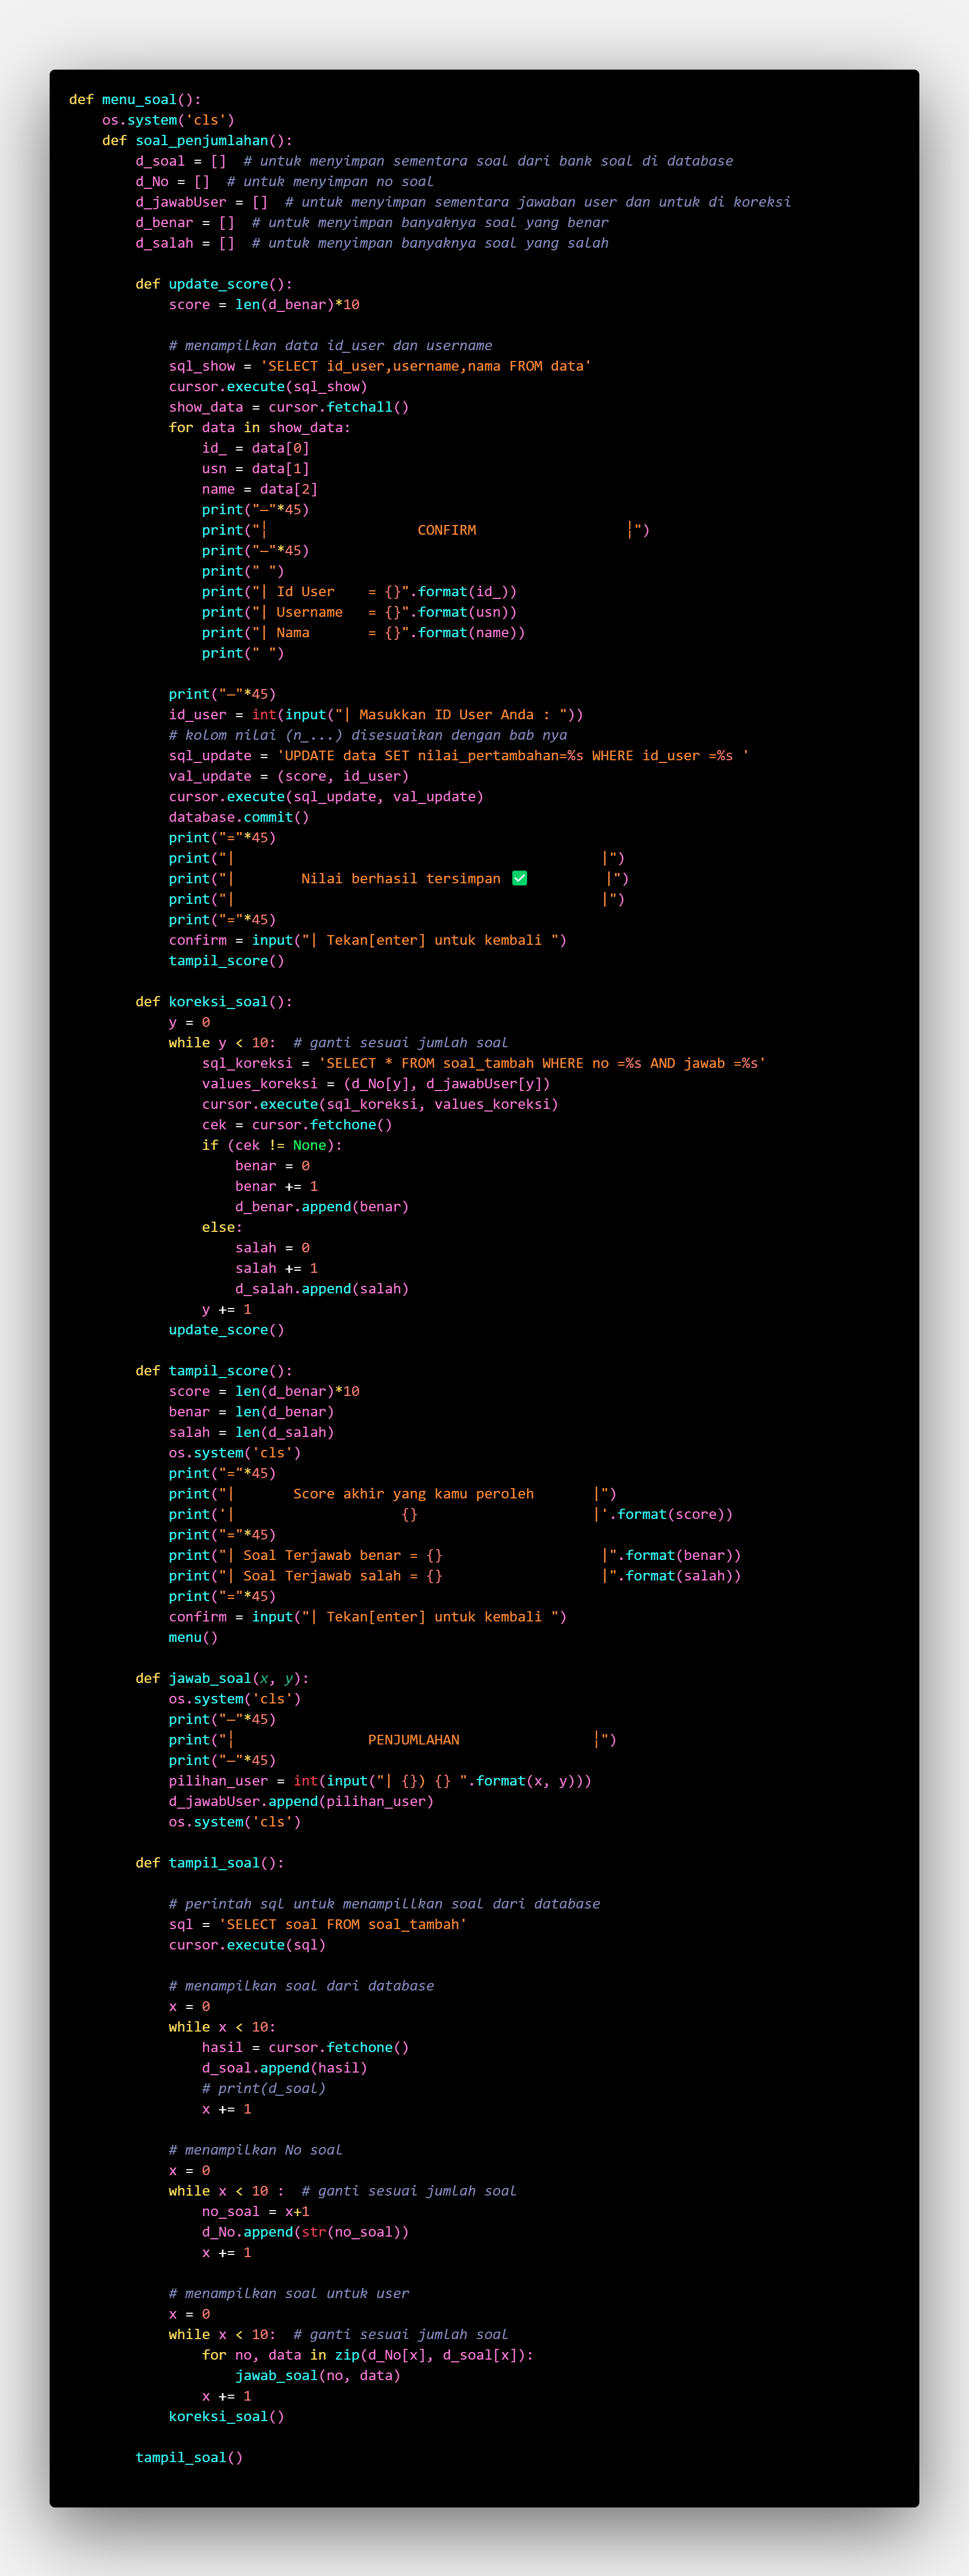 def menu_soal():
    os.system('cls')
    def soal_penjumlahan():
        d_soal = []  # untuk menyimpan sementara soal dari bank soal di database
        d_No = []  # untuk menyimpan no soal
        d_jawabUser = []  # untuk menyimpan sementara jawaban user dan untuk di koreksi
        d_benar = []  # untuk menyimpan banyaknya soal yang benar
        d_salah = []  # untuk menyimpan banyaknya soal yang salah

        def update_score():
            score = len(d_benar)*10

            # menampilkan data id_user dan username
            sql_show = 'SELECT id_user,username,nama FROM data'
            cursor.execute(sql_show)
            show_data = cursor.fetchall()
            for data in show_data:
                id_ = data[0]
                usn = data[1]
                name = data[2]
                print("—"*45)
                print("¦                  CONFIRM                  ¦")
                print("—"*45)
                print(" ")
                print("| Id User    = {}".format(id_))
                print("| Username   = {}".format(usn))
                print("| Nama       = {}".format(name))
                print(" ")

            print("—"*45)
            id_user = int(input("| Masukkan ID User Anda : "))
            # kolom nilai (n_...) disesuaikan dengan bab nya
            sql_update = 'UPDATE data SET nilai_pertambahan=%s WHERE id_user =%s '
            val_update = (score, id_user)
            cursor.execute(sql_update, val_update)
            database.commit()
            print("="*45)
            print("|                                            |")
            print("|        Nilai berhasil tersimpan ✅         |")
            print("|                                            |")
            print("="*45)
            confirm = input("| Tekan[enter] untuk kembali ")
            tampil_score()

        def koreksi_soal():
            y = 0
            while y < 10:  # ganti sesuai jumlah soal
                sql_koreksi = 'SELECT * FROM soal_tambah WHERE no =%s AND jawab =%s'
                values_koreksi = (d_No[y], d_jawabUser[y])
                cursor.execute(sql_koreksi, values_koreksi)
                cek = cursor.fetchone()
                if (cek != None):
                    benar = 0
                    benar += 1
                    d_benar.append(benar)
                else:
                    salah = 0
                    salah += 1
                    d_salah.append(salah)
                y += 1
            update_score()

        def tampil_score():
            score = len(d_benar)*10
            benar = len(d_benar)
            salah = len(d_salah)
            os.system('cls')
            print("="*45)
            print("|       Score akhir yang kamu peroleh       |")
            print('|                    {}                     |'.format(score))
            print("="*45)
            print("| Soal Terjawab benar = {}                   |".format(benar))
            print("| Soal Terjawab salah = {}                   |".format(salah))
            print("="*45)
            confirm = input("| Tekan[enter] untuk kembali ")
            menu()

        def jawab_soal(x, y):
            os.system('cls')
            print("—"*45)
            print("¦                PENJUMLAHAN                ¦")
            print("—"*45)
            pilihan_user = int(input("| {}) {} ".format(x, y)))
            d_jawabUser.append(pilihan_user)
            os.system('cls')

        def tampil_soal():

            # perintah sql untuk menampillkan soal dari database
            sql = 'SELECT soal FROM soal_tambah'
            cursor.execute(sql)

            # menampilkan soal dari database
            x = 0
            while x < 10:
                hasil = cursor.fetchone()
                d_soal.append(hasil)
                # print(d_soal)
                x += 1

            # menampilkan No soal
            x = 0
            while x < 10 :  # ganti sesuai jumlah soal
                no_soal = x+1
                d_No.append(str(no_soal))
                x += 1

            # menampilkan soal untuk user
            x = 0
            while x < 10:  # ganti sesuai jumlah soal
                for no, data in zip(d_No[x], d_soal[x]):
                    jawab_soal(no, data)
                x += 1
            koreksi_soal()

        tampil_soal()